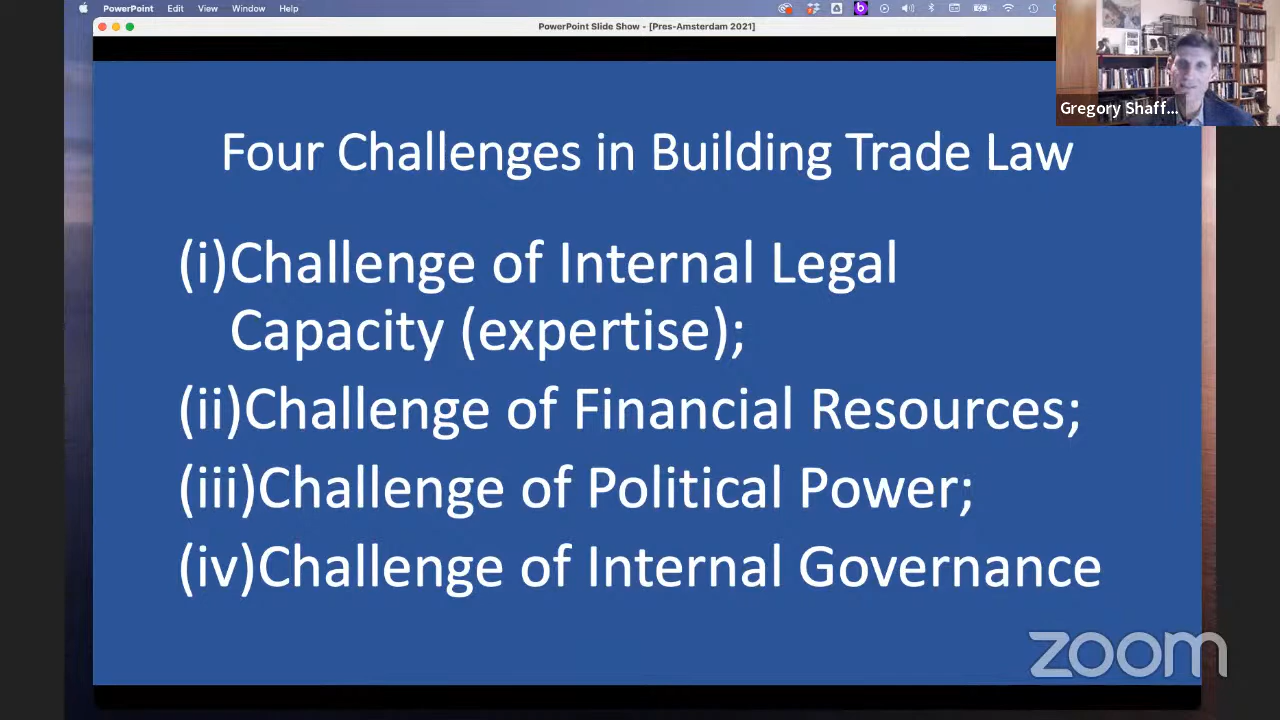 PowerPoint Edit View Window Help
PowerPoint Slide Show - [Pres-Amsterdam 2021]
Gregory Shaff...
Four Challenges in Building Trade Law
(i)Challenge of Internal Legal
Capacity (expertise);
(ii)Challenge of Financial Resources;
(iii)Challenge of Political Power;
(iv)Challenge of Internal Governance
zoom